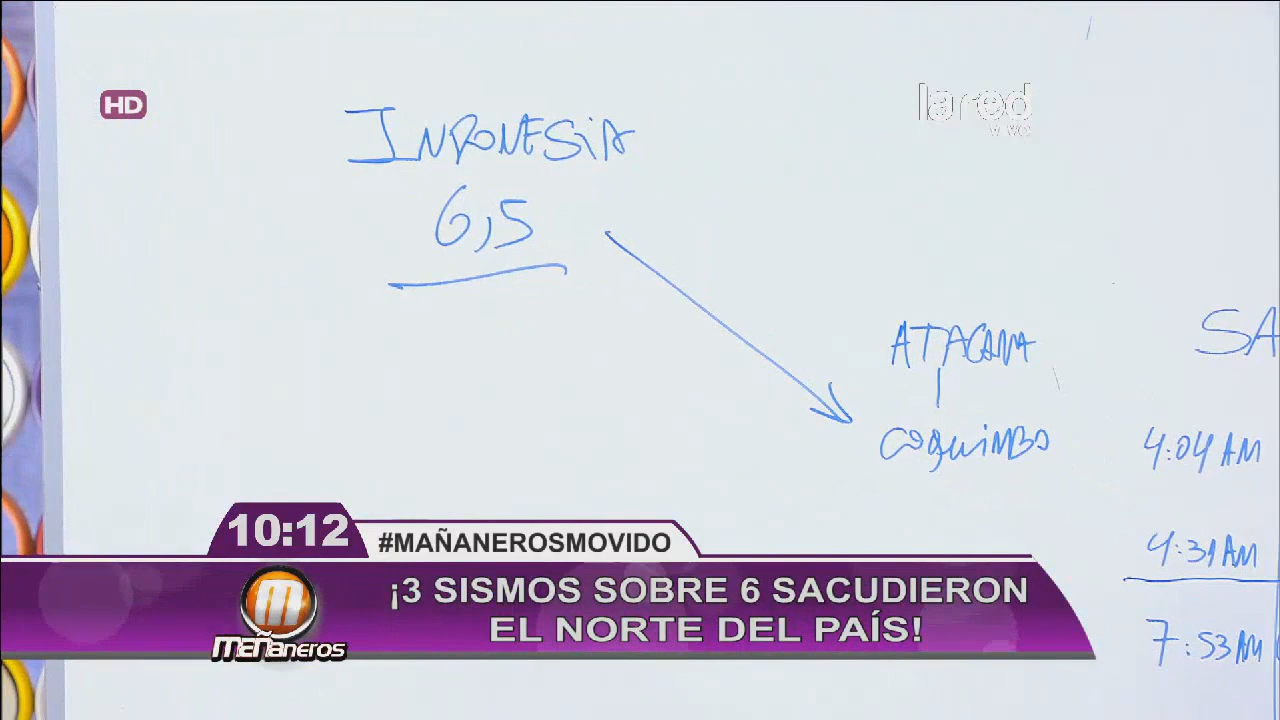 HD
lared
vivo
INDONESiA
6,5
ATACAMA
COQUiMBO
SA
4:04 AM
4:31 AM
7:53 AM
10:12
#MAÑANEROSMOVIDO
¡3 SISMOS SOBRE 6 SACUDIERON
EL NORTE DEL PAÍS!
m
MAÑaneros